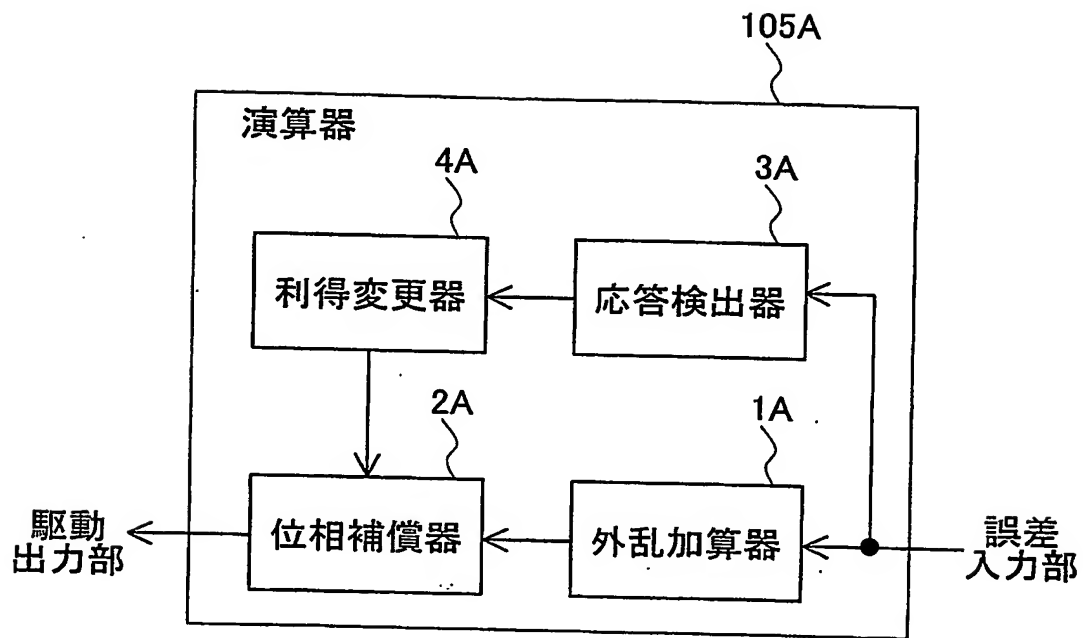 105A
演算器
4A
3A
利得変更器
応答検出器
2A
1A
駆動
出力部
位相補償器
外乱加算器
誤差
入力部